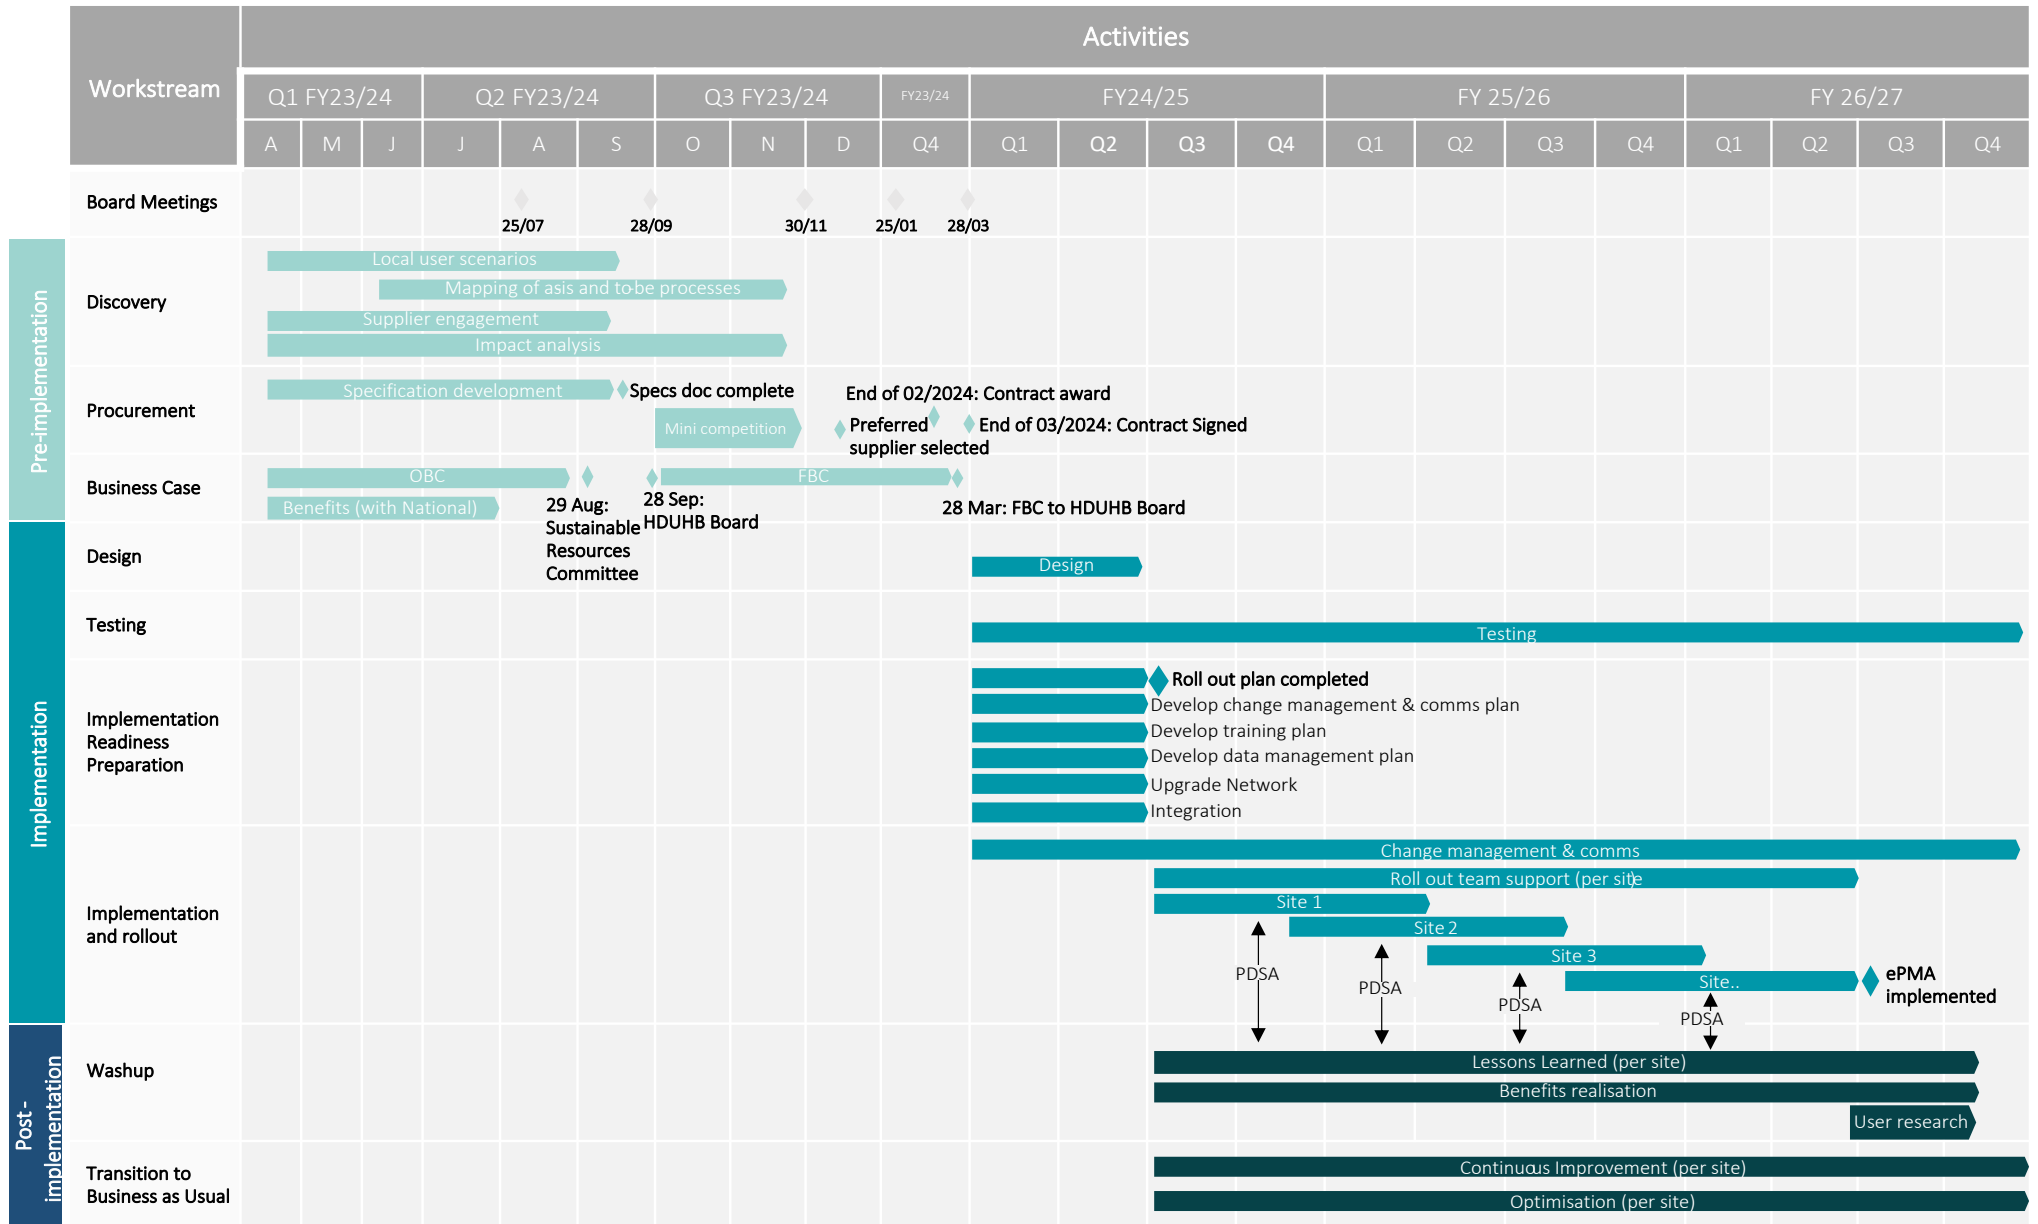 Activities
Workstream
Q1 FY23/24
Q2 FY23/24
Q3 FY23/24
FY23/24
FY24/25
FY 25/26
FY 26/27
A
M
J
J
A
S
O
N
D
Q4
Q1
Q2
Q3
Q4
Q1
Q2
Q3
Q4
Q1
Q2
Q3
Q4
Board Meetings
25/07
28/09
30/11
25/01
28/03
Pre-implementation
Discovery
Local user scenarios
Mapping of asis and to-be processes
Supplier engagement
Impact analysis
Procurement
Specification development
Specs doc complete
End of 02/2024: Contract award
Mini competition
Preferred
supplier selected
End of 03/2024: Contract Signed
Business Case
OBC
FBC
Benefits (with National)
29 Aug:
Sustainable
Resources
Committee
28 Sep:
HDUHB Board
28 Mar: FBC to HDUHB Board
Implementation
Design
Design
Testing
Testing
Implementation
Readiness
Preparation
Roll out plan completed
Develop change management & comms plan
Develop training plan
Develop data management plan
Upgrade Network
Integration
Implementation
and rollout
Change management & comms
Roll out team support (per site)
Site 1
Site 2
Site 3
Site..
PDSA
PDSA
PDSA
PDSA
ePMA
implemented
Post -
implementation
Washup
Lessons Learned (per site)
Benefits realisation
User research
Transition to
Business as Usual
Continuous Improvement (per site)
Optimisation (per site)